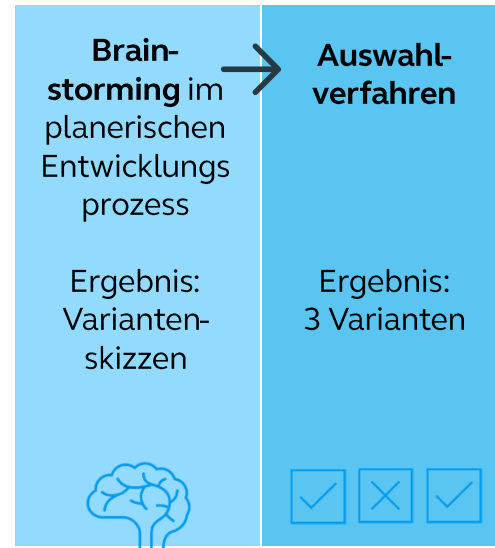 Brain-
storming im
planerischen
Entwicklungs
prozess
Ergebnis:
Varianten-
skizzen
Auswahl-
verfahren
Ergebnis:
3 Varianten